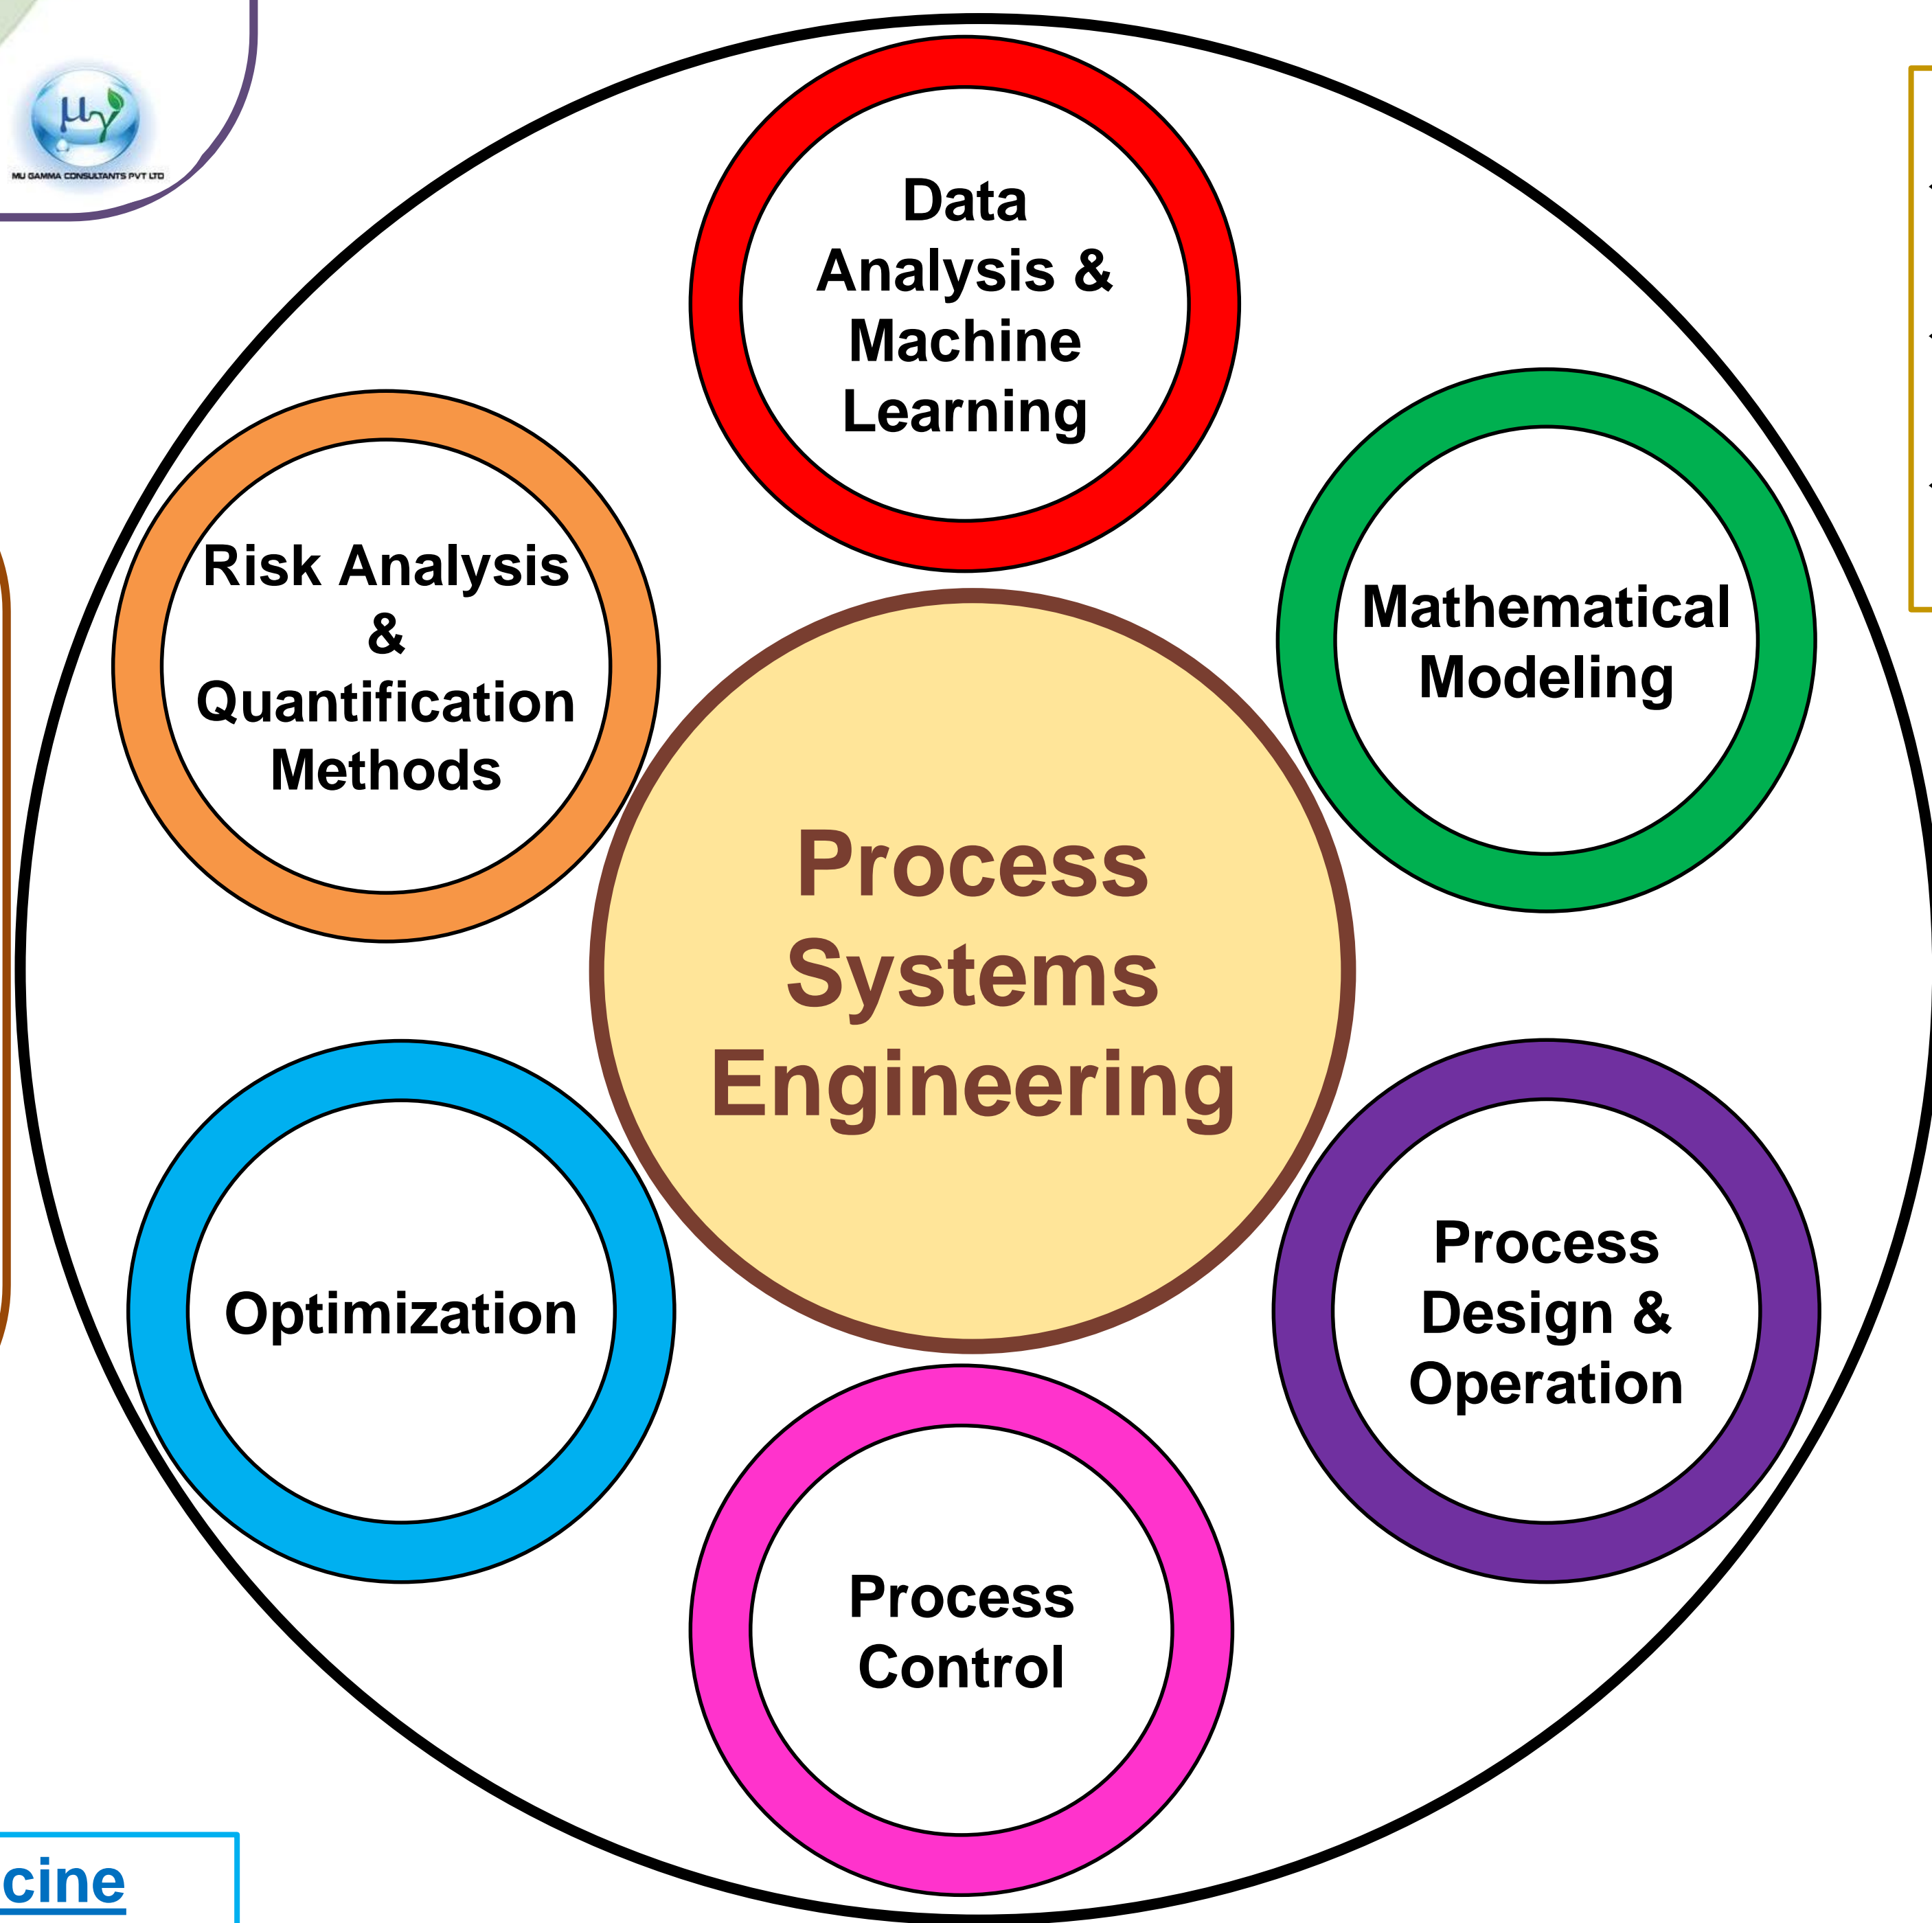 μγ
MU GAMMA CONSULTANTS PVT LTD
Data
Analysis &
Machine
Learning
Risk Analysis
&
Quantification
Methods
Mathematical
Modeling
Process
Systems
Engineering
Optimization
Process
Design &
Operation
Process
Control
cine